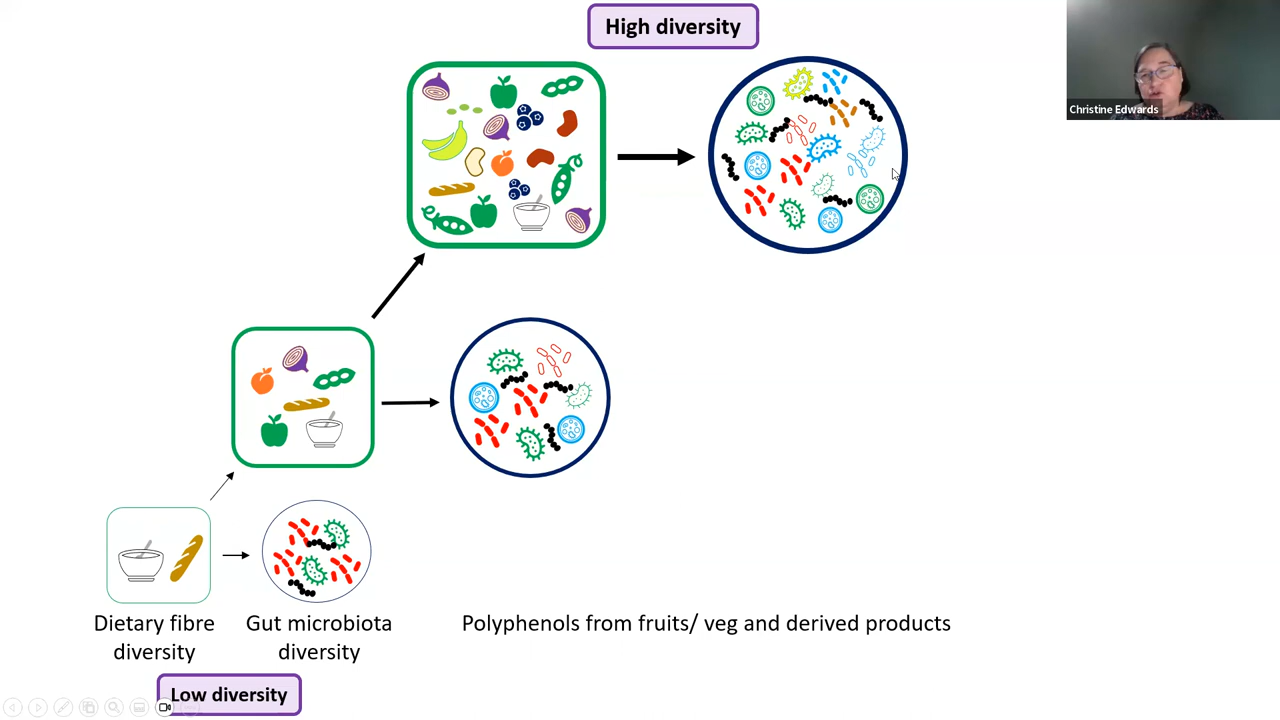 High diversity
Christine Edwards
Dietary fibre
diversity
Gut microbiota
diversity
Polyphenols from fruits/ veg and derived products
Low diversity